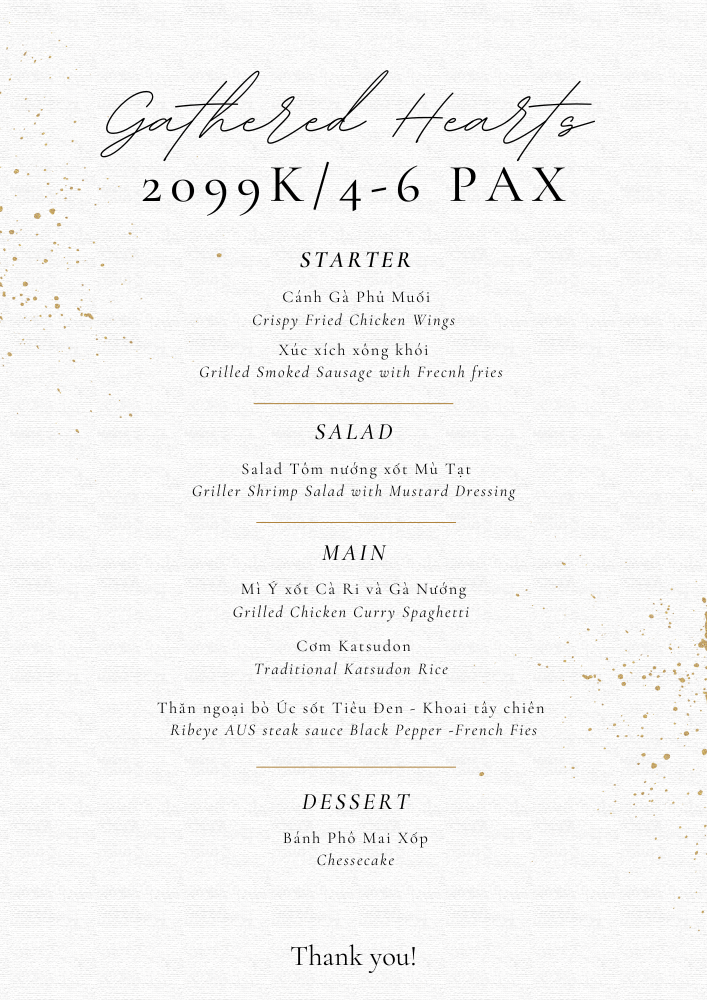 Gathered Hearts
2099K/4-6 PAX
STARTER
Cánh Gà Phủ Muối
Crispy Fried Chicken Wings
Xúc xích xông khói
Grilled Smoked Sausage with Frecnh fries
SALAD
Salad Tôm nướng xốt Mù Tạt
Griller Shrimp Salad with Mustard Dressing
MAIN
Mì Ý xốt Cà Ri và Gà Nướng
Grilled Chicken Curry Spaghetti
Cơm Katsudon
Traditional Katsudon Rice
Thăn ngoại bò Úc sốt Tiêu Đen - Khoai tây chiên
Ribeye AUS steak sauce Black Pepper -French Fies
DESSERT
Bánh Phô Mai Xốp
Chessecake
Thank you!